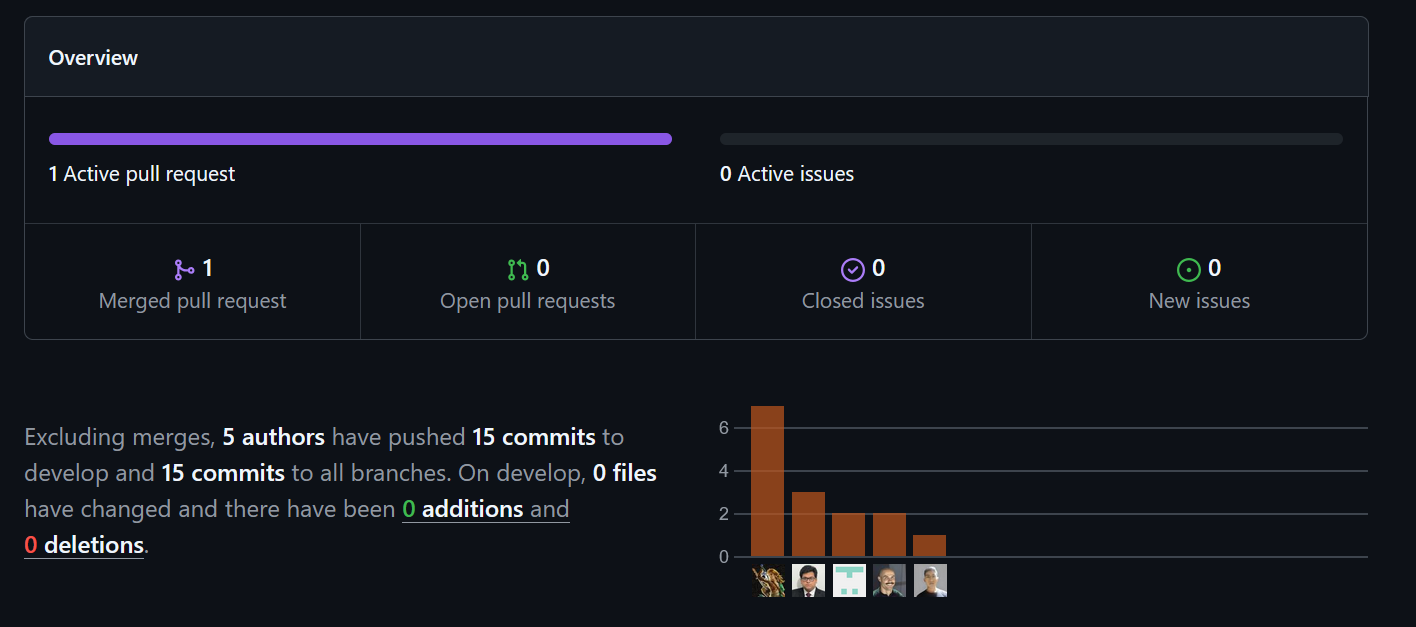 Overview
1 Active pull request
0 Active issues
1
Merged pull request
0
Open pull requests
0
Closed issues
0
New issues
Excluding merges, 5 authors have pushed 15 commits to
develop and 15 commits to all branches. On develop, 0 files
have changed and there have been 0 additions and
0 deletions.
6
4
2
0